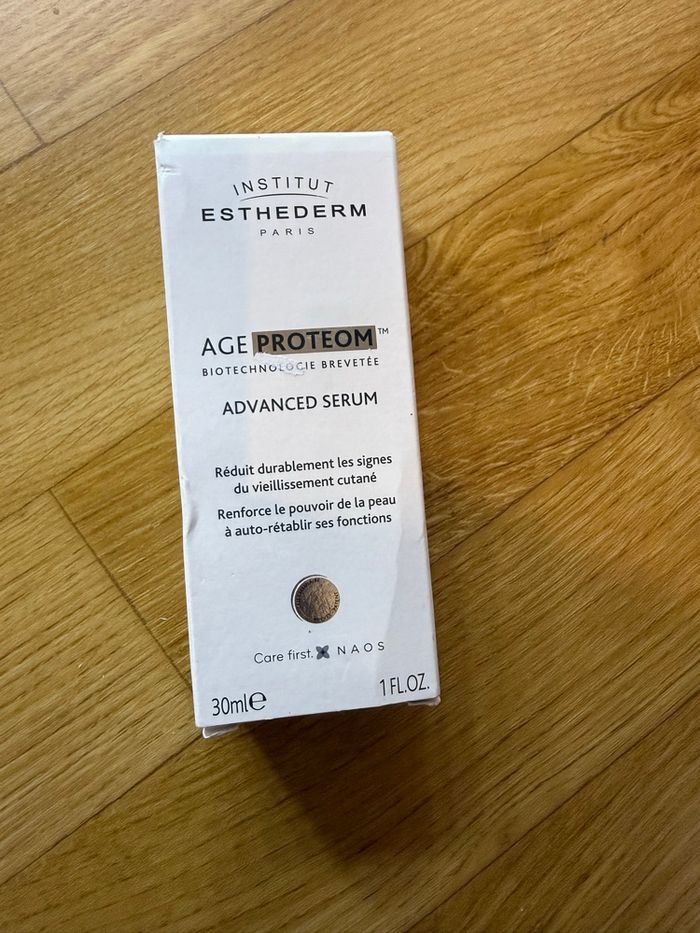 INSTITUT
ESTHEDERM
PARIS
AGE PROTEOM™
BIOTECHNOLOGIE BREVETÉE
ADVANCED SERUM
Réduit durablement les signes
du vieillissement cutané
Renforce le pouvoir de la peau
à auto-rétablir ses fonctions
Care first. NAOS
30ml℮
1 FL.OZ.